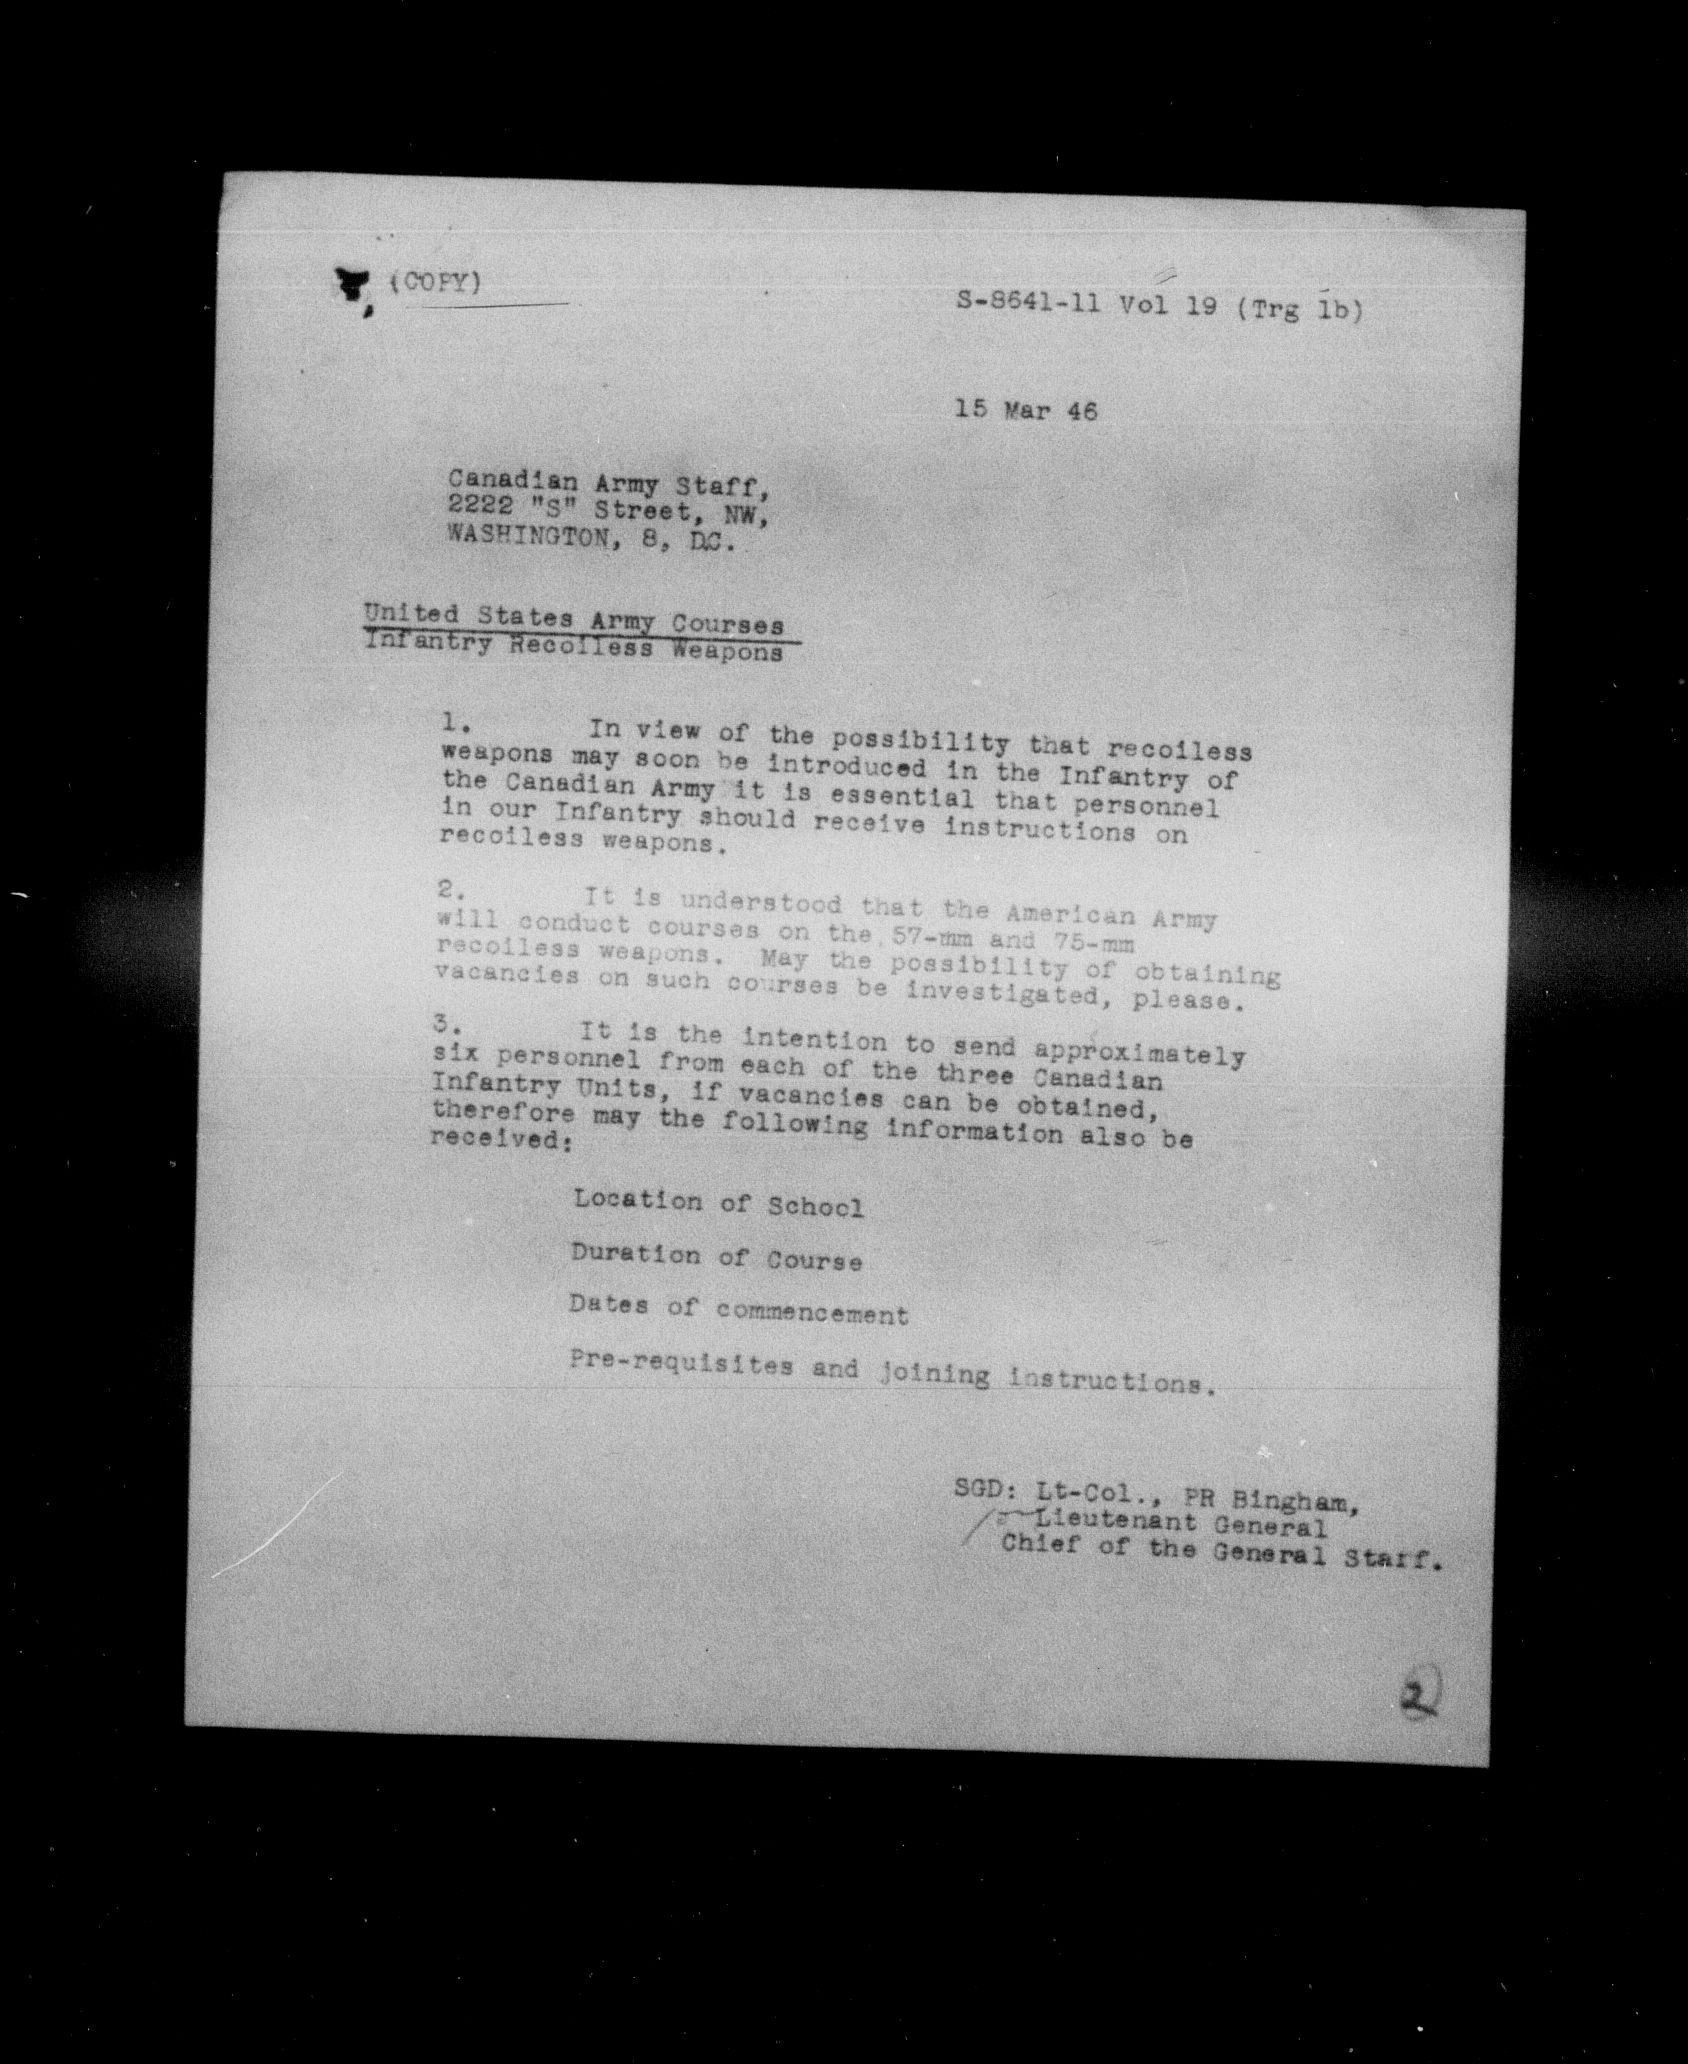 (COPY)
S-8641-11 Vol 19 (Trg 1b)
15 Mar 46
Canadian Army Staff,
2222 "S" Street, NW,
WASHINGTON, 8, DC.
United States Army Courses
Infantry Recoiless Weapons
1. In view of the possibility that recoiless
weapons may soon be introduced in the Infantry of
the Canadian Army it is essential that personnel
in our Infantry should receive instructions on
recoiless weapons.
2. It is understood that the American Army
will conduct courses on the 57-mm and 75-mm
recoiless weapons. May the possibility of obtaining
vacancies on such courses be investigated, please.
3. It is the intention to send approximately
six personnel from each of the three Canadian
Infantry Units, if vacancies can be obtained,
therefore may the following information also be
received:
Location of School
Duration of Course
Dates of commencement
Pre-requisites and joining instructions.
SGD: Lt-Col., PR Bingham,
Lieutenant General
Chief of the General Staff.
2